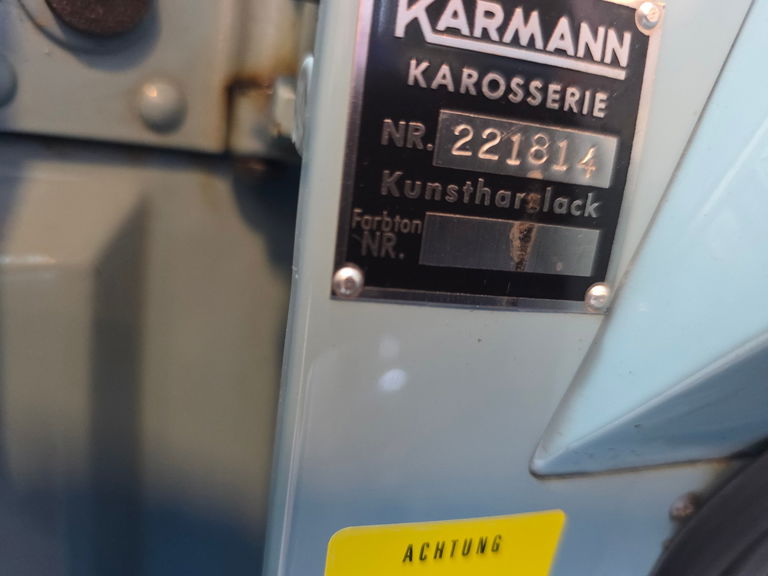 KARMANN
KAROSSERIE
NR. 221814
Kunstharzlack
Farbton
NR.
ACHTUNG